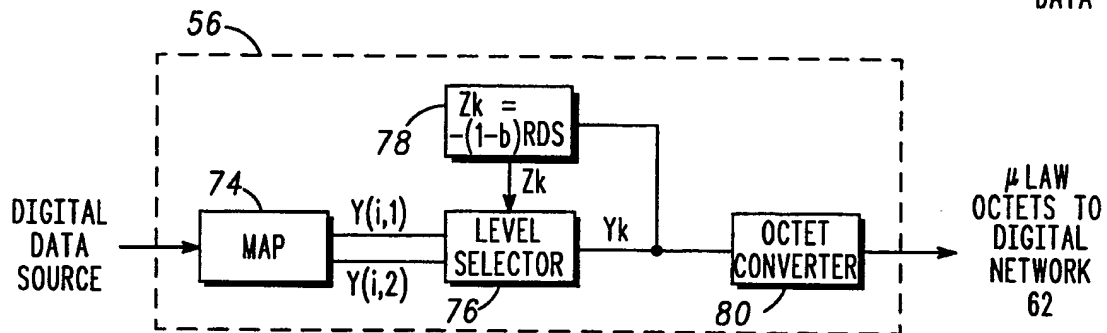 DATA
56
Zk =
-(1-b)RDS
78
Zk
74
DIGITAL
DATA
SOURCE
MAP
Y(i,1)
Y(i,2)
LEVEL
SELECTOR
76
Yk
OCTET
CONVERTER
80
μ LAW
OCTETS TO
DIGITAL
NETWORK
62